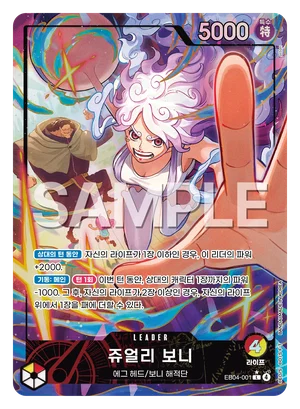 5000
특수
特
SAMPLE
상대의 턴 동안 자신의 라이프가 1장 이하인 경우, 이 리더의 파워
+2000.
기동: 메인 턴 1회 이번 턴 동안, 상대의 캐릭터 1장까지의 파워
-1000. 그 후, 자신의 라이프가 2장 이상인 경우, 자신의 라이프
위에서 1장을 패에 더할 수 있다.
LEADER
쥬얼리 보니
에그 헤드/보니 해적단
4
라이프
EB04-001 L 4